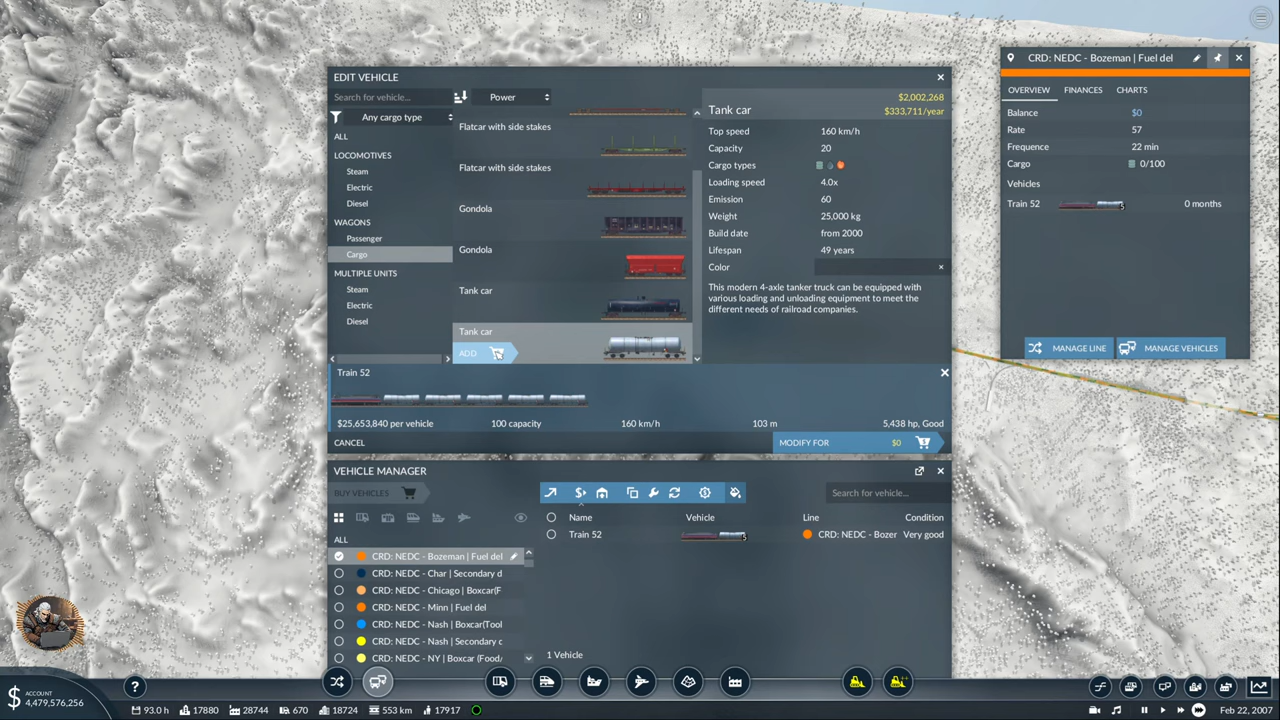 EDIT VEHICLE
Search for vehicle...
Power
Any cargo type
ALL
LOCOMOTIVES
Steam
Electric
Diesel
WAGONS
Passenger
Cargo
MULTIPLE UNITS
Steam
Electric
Diesel
Flatcar with side stakes
Flatcar with side stakes
Gondola
Gondola
Tank car
Tank car
ADD
$2,002,268
Tank car
$333,711/year
Top speed 160 km/h
Capacity 20
Cargo types
Loading speed 4.0x
Emission 60
Weight 25,000 kg
Build date from 2000
Lifespan 49 years
Color
This modern 4-axle tanker truck can be equipped with
various loading and unloading equipment to meet the
different needs of railroad companies.
Train 52
$25,653,840 per vehicle 100 capacity 160 km/h 103 m 5,438 hp, Good
CANCEL
MODIFY FOR $0
VEHICLE MANAGER
BUY VEHICLES
Search for vehicle...
Name Vehicle Line Condition
Train 52 5 CRD: NEDC - Bozer Very good
ALL
CRD: NEDC - Bozeman | Fuel del
CRD: NEDC - Char | Secondary d
CRD: NEDC - Chicago | Boxcar(F
CRD: NEDC - Minn | Fuel del
CRD: NEDC - Nash | Boxcar(Tool
CRD: NEDC - Nash | Secondary c
CRD: NEDC - NY | Boxcar (Food/
1 Vehicle
CRD: NEDC - Bozeman | Fuel del
OVERVIEW FINANCES CHARTS
Balance $0
Rate 57
Frequency 22 min
Cargo 0/100
Vehicles
Train 52 5 0 months
MANAGE LINE MANAGE VEHICLES
$ ACCOUNT
4,479,576,256
?
93.0 h 17880 28744 670 18724 553 km 17917
Feb 22, 2007